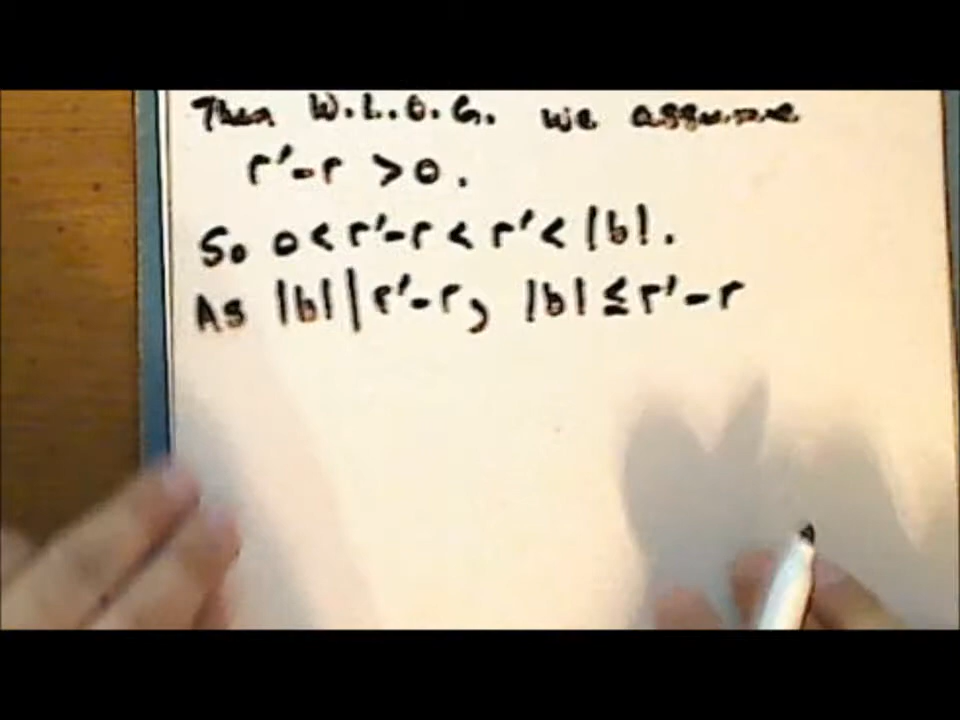 Then W.L.O.G. we assume
r'-r > 0.
So 0 < r'-r < r' < |b|.
As |b| | r'-r, |b| ≤ r'-r